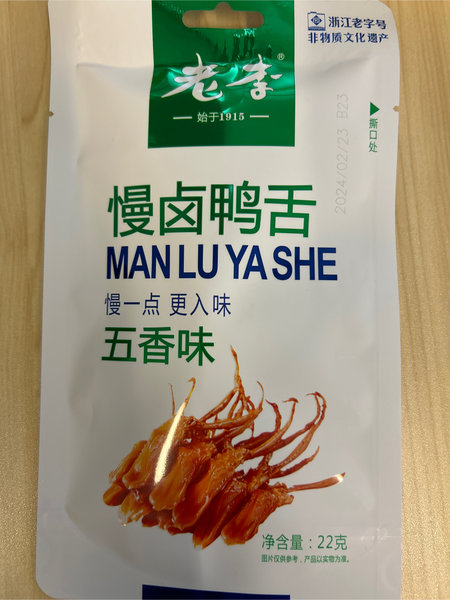 浙江老字号
非物质文化遗产
老李®
始于1915
撕口处
2024/02/23 B23
慢卤鸭舌
MAN LU YA SHE
慢一点 更入味
五香味
净含量：22克
图片仅供参考，产品以实物为准。